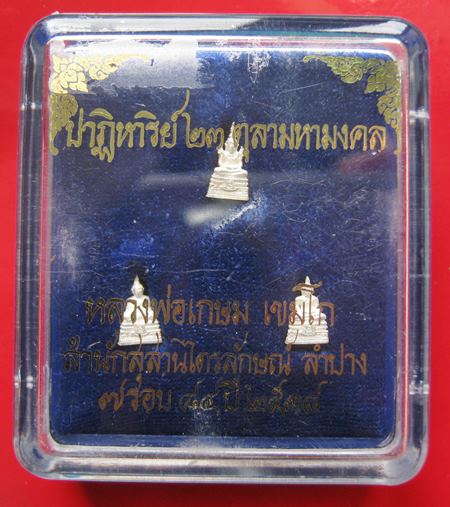 ปาฏิหาริย์ ๒๓ ตุลามหามงคล
หลวงพ่อเกษม เขมโก
สำนักสุสานไตรลักษณ์ ลำปาง
๗ รอบ ๘๔ ปี ๒๕๓๘